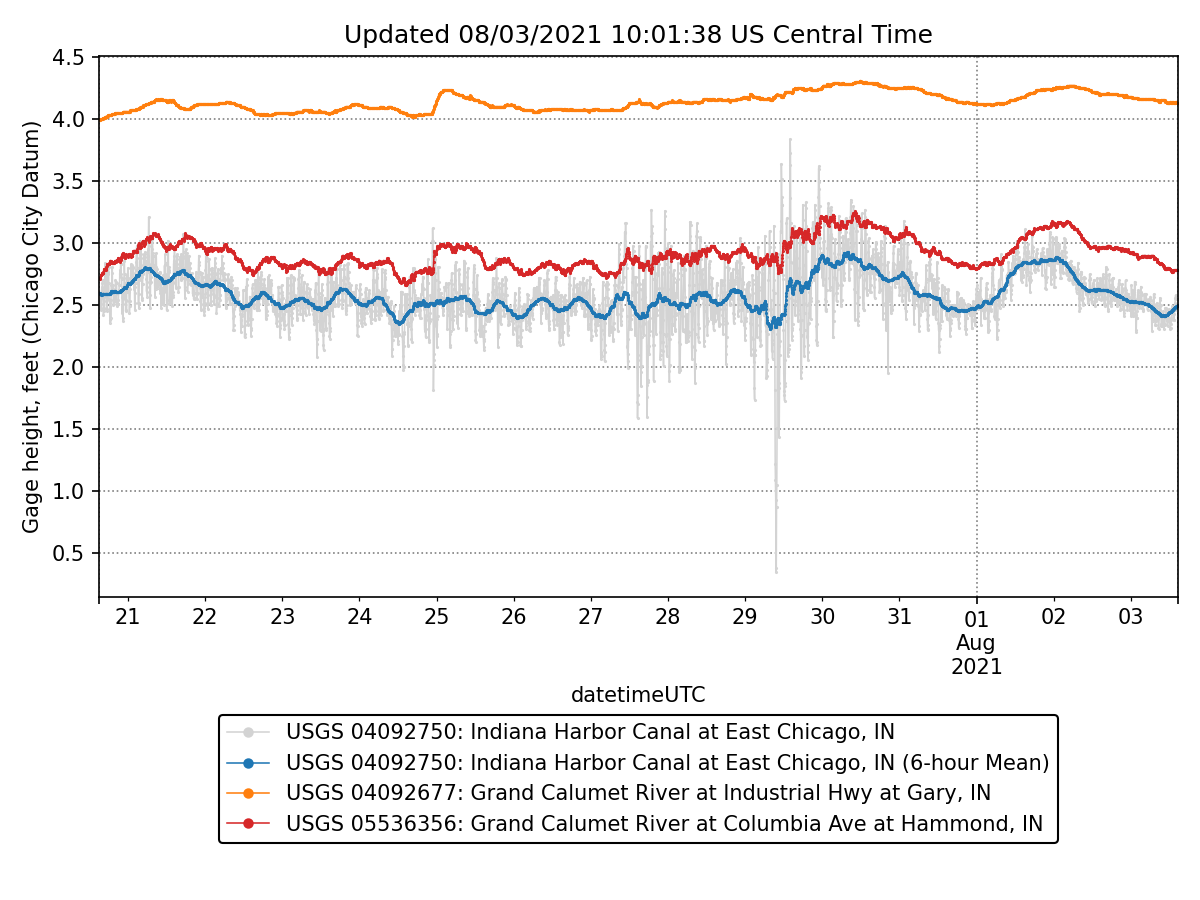 Updated 08/03/2021 10:01:38 US Central Time
Gage height, feet (Chicago City Datum)
4.5
4.0
3.5
3.0
2.5
2.0
1.5
1.0
0.5
21 22 23 24 25 26 27 28 29 30 31 01 02 03
Aug
2021
datetimeUTC
USGS 04092750: Indiana Harbor Canal at East Chicago, IN
USGS 04092750: Indiana Harbor Canal at East Chicago, IN (6-hour Mean)
USGS 04092677: Grand Calumet River at Industrial Hwy at Gary, IN
USGS 05536356: Grand Calumet River at Columbia Ave at Hammond, IN